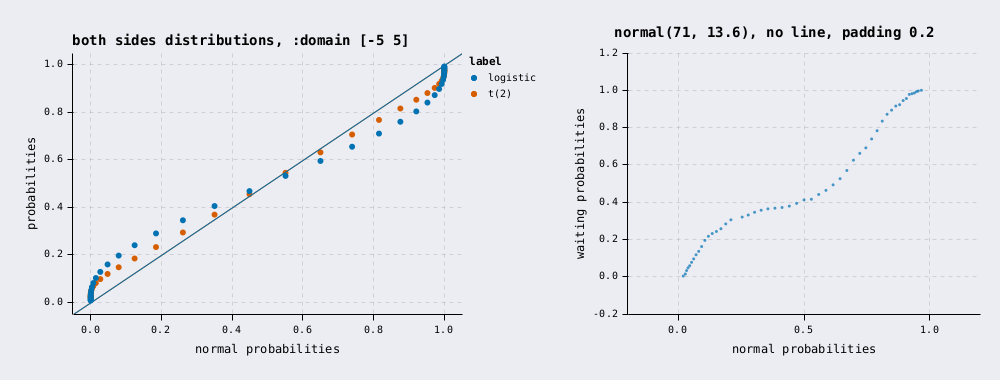 both sides distributions, :domain [-5 5]
label
logistic
t(2)
probabilities
1.0
0.8
0.6
0.4
0.2
0.0
0.0
0.2
0.4
0.6
0.8
1.0
normal probabilities
normal(71, 13.6), no line, padding 0.2
waiting probabilities
1.2
1.0
0.8
0.6
0.4
0.2
0.0
-0.2
0.0
0.5
1.0
normal probabilities